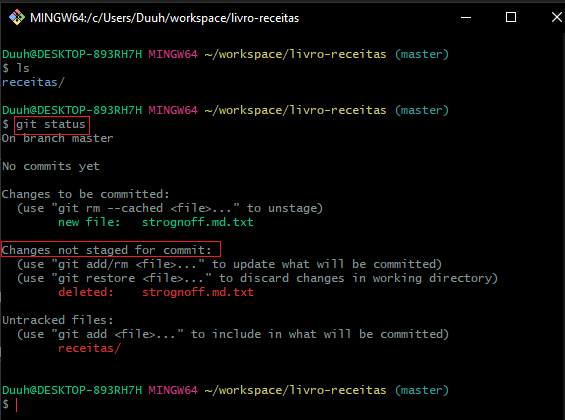 MINGW64:/c/Users/Duuh/workspace/livro-receitas
Duuh@DESKTOP-893RH7H MINGW64 ~/workspace/livro-receitas (master)
$ ls
receitas/
Duuh@DESKTOP-893RH7H MINGW64 ~/workspace/livro-receitas (master)
$ git status
On branch master
No commits yet
Changes to be committed:
(use "git rm --cached <file>..." to unstage)
new file: strognoff.md.txt
Changes not staged for commit:
(use "git add/rm <file>..." to update what will be committed)
(use "git restore <file>..." to discard changes in working directory)
deleted: strognoff.md.txt
Untracked files:
(use "git add <file>..." to include in what will be committed)
receitas/
Duuh@DESKTOP-893RH7H MINGW64 ~/workspace/livro-receitas (master)
$